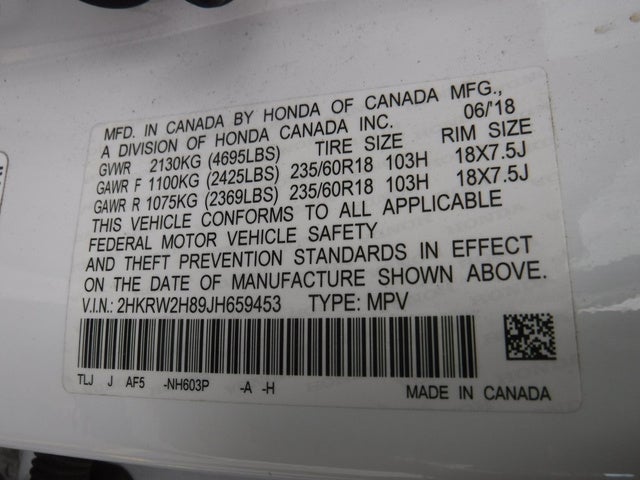 MFD. IN CANADA BY HONDA OF CANADA MFG.,
A DIVISION OF HONDA CANADA INC. 06/'18
GVWR 2130KG (4695LBS) TIRE SIZE RIM SIZE
GAWR F 1100KG (2425LBS) 235/60R18 103H 18X7.5J
GAWR R 1075KG (2369LBS) 235/60R18 103H 18X7.5J
THIS VEHICLE CONFORMS TO ALL APPLICABLE
FEDERAL MOTOR VEHICLE SAFETY
AND THEFT PREVENTION STANDARDS IN EFFECT
ON THE DATE OF MANUFACTURE SHOWN ABOVE.
V.I.N.: 2HKRW2H89JH659453 TYPE: MPV
TLJ J AF5 -NH603P -A -H
MADE IN CANADA